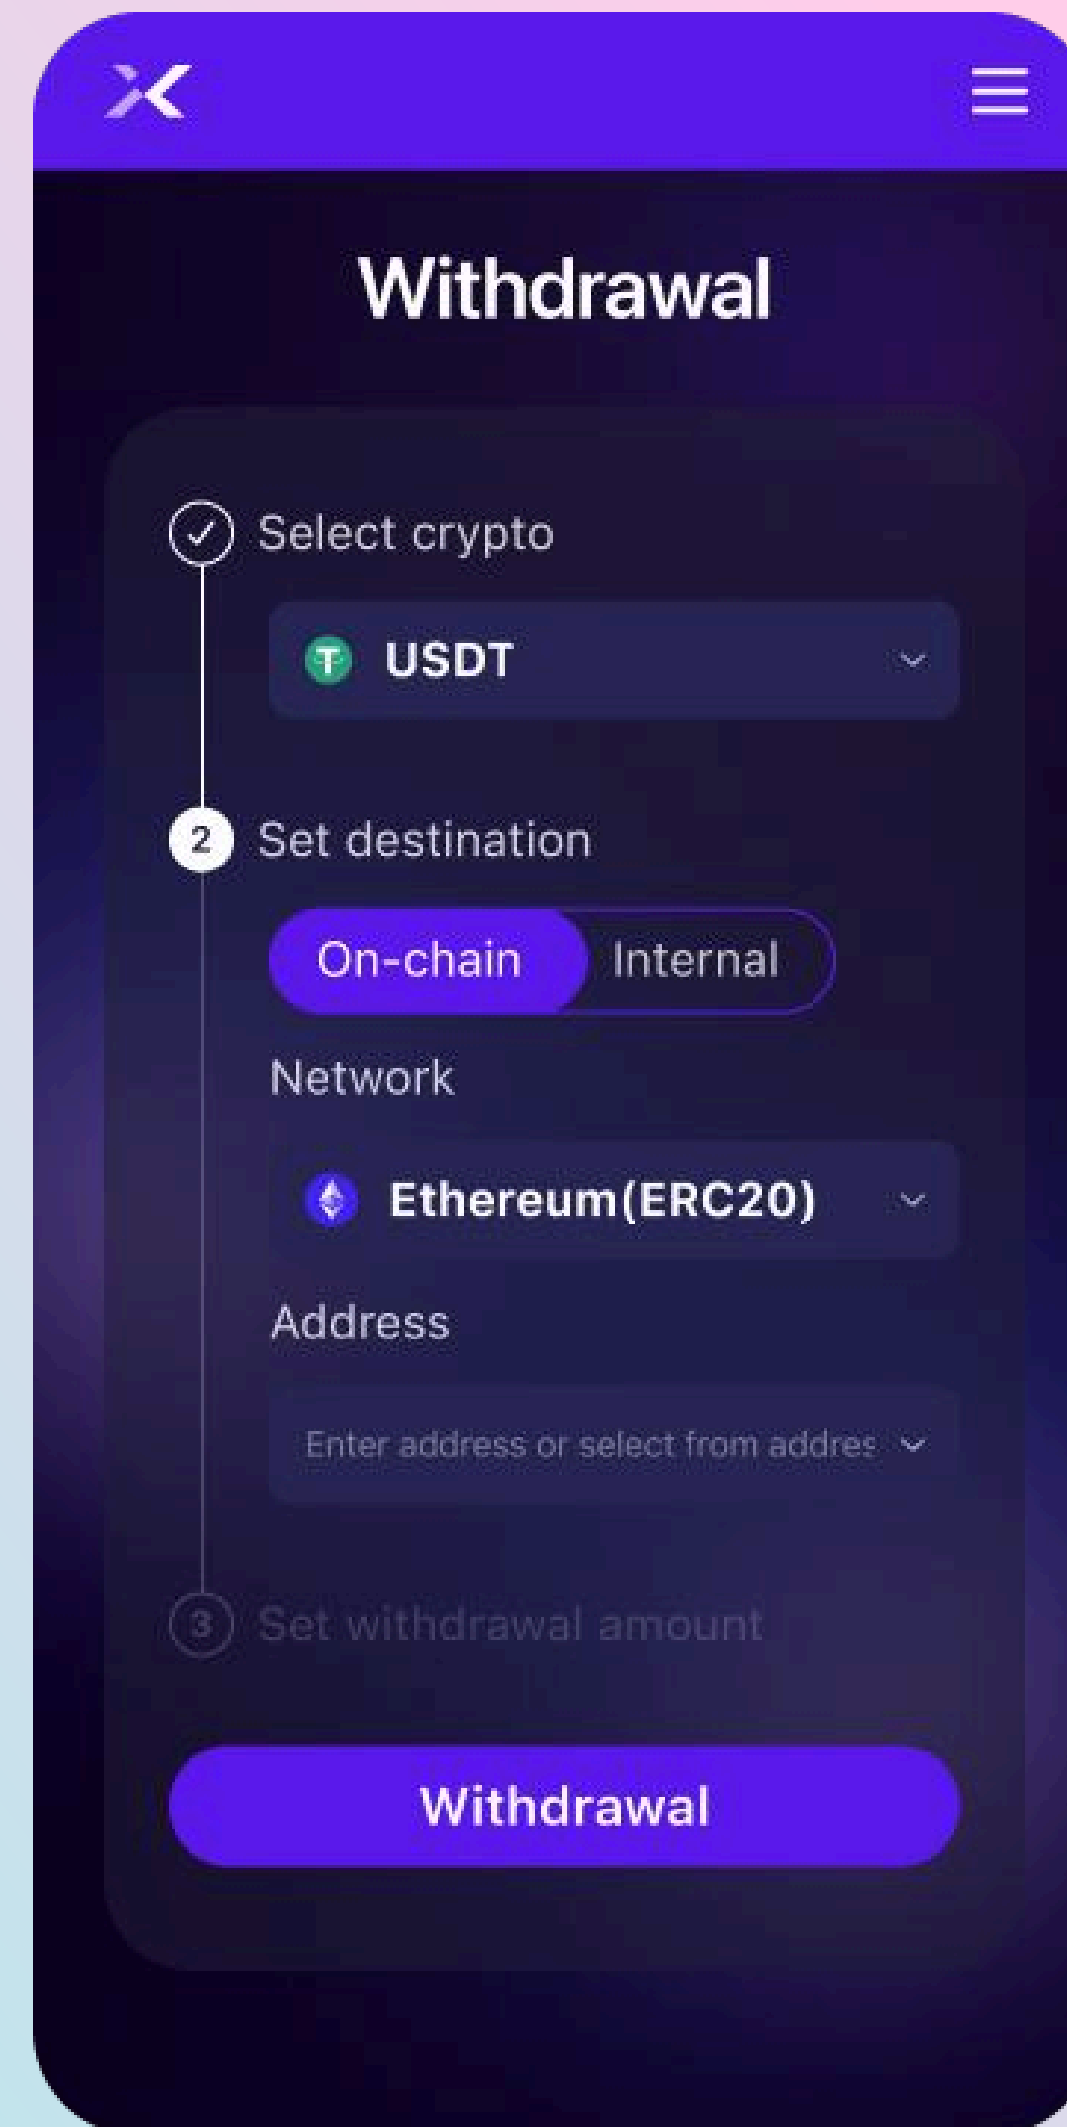 Withdrawal
Select crypto
USDT
2 Set destination
On-chain Internal
Network
Ethereum(ERC20)
Address
Enter address or select from addres
3 Set withdrawal amount
Withdrawal